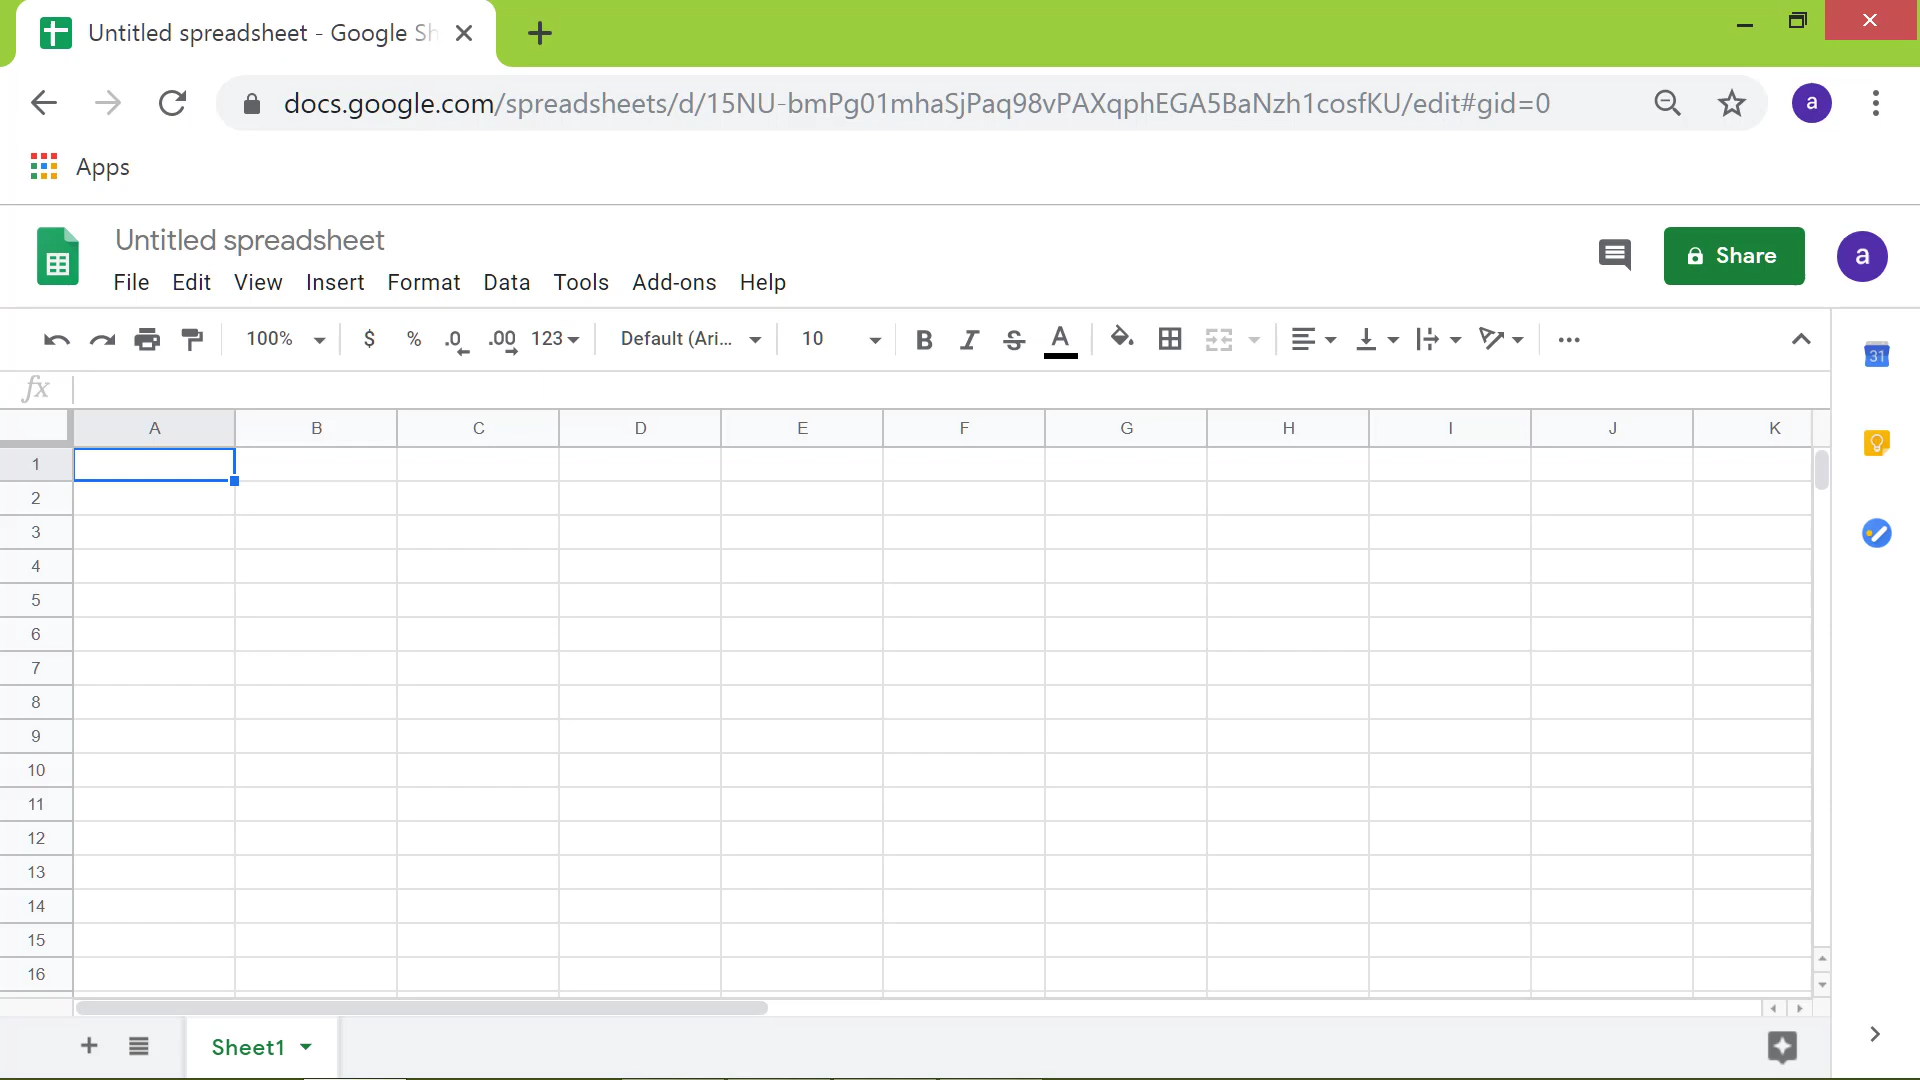 Untitled spreadsheet - Google Sh
docs.google.com/spreadsheets/d/15NU-bmPg01mhaSjPaq98vPAXqphEGA5BaNzh1cosfKU/edit#gid=0
a
Apps
Untitled spreadsheet
File Edit View Insert Format Data Tools Add-ons Help
Share
a
100% $ % .0 .00 123 Default (Ari... 10 B I S A
31
fx
A B C D E F G H I J K
1
2
3
4
5
6
7
8
9
10
11
12
13
14
15
16
Sheet1